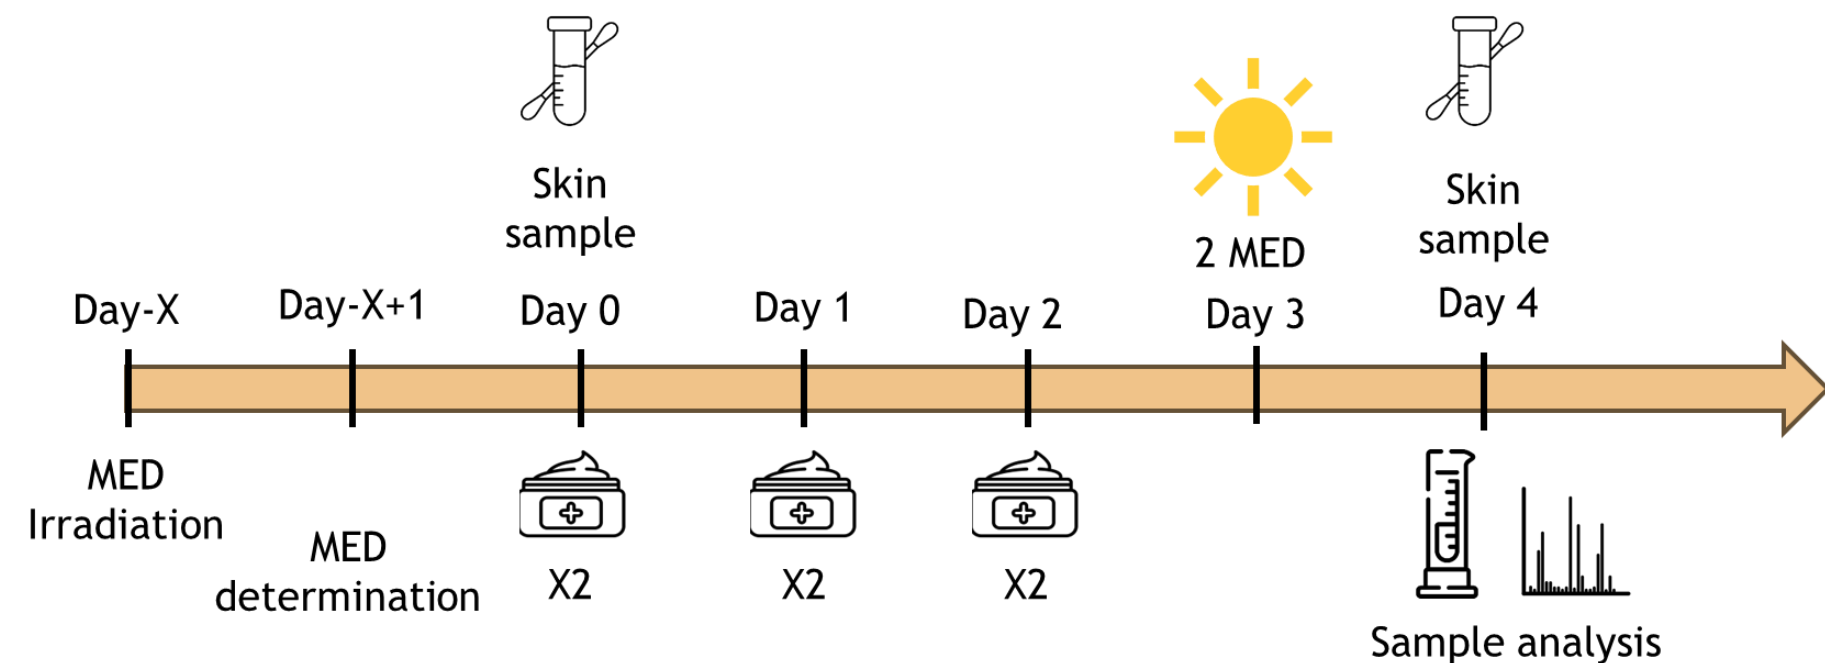 Skin
sample
Skin
sample
2 MED
Day-X
Day-X+1
Day 0
Day 1
Day 2
Day 3
Day 4
MED
Irradiation
MED
determination
X2
X2
X2
Sample analysis